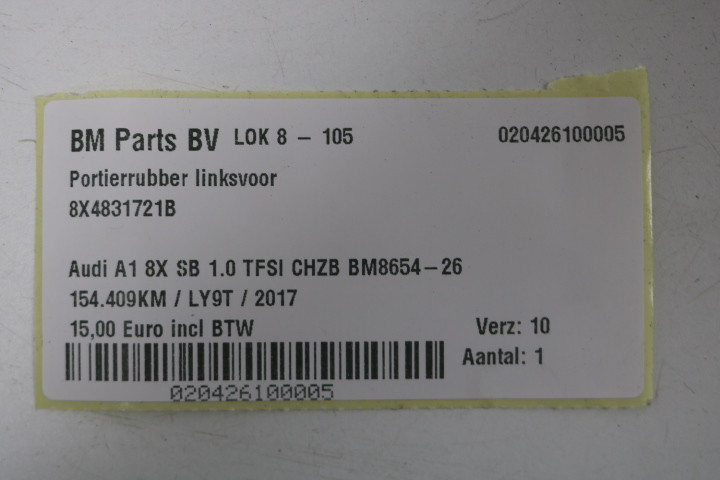 BM Parts BV LOK 8 - 105 020426100005
Portierrubber linksvoor
8X4831721B
Audi A1 8X SB 1.0 TFSI CHZB BM8654-26
154.409KM / LY9T / 2017
15,00 Euro incl BTW Verz: 10
Aantal: 1
020426100005